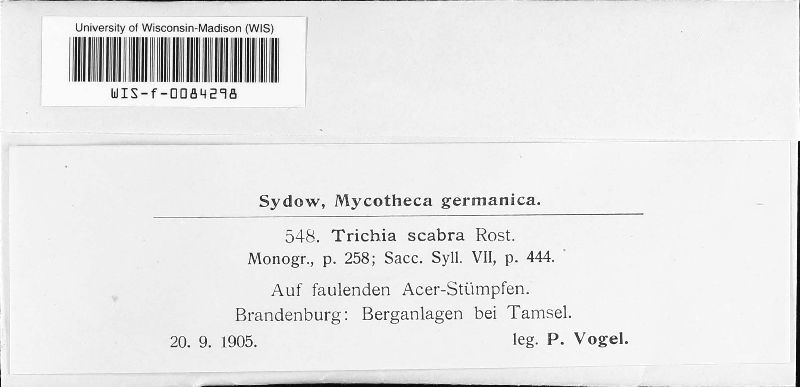 University of Wisconsin-Madison (WIS)
WIS-f-0084298
Sydow, Mycotheca germanica.
548. Trichia scabra Rost.
Monogr., p. 258; Sacc. Syll. VII, p. 444.
Auf faulenden Acer-Stümpfen.
Brandenburg: Berganlagen bei Tamsel.
20. 9. 1905. leg. P. Vogel.